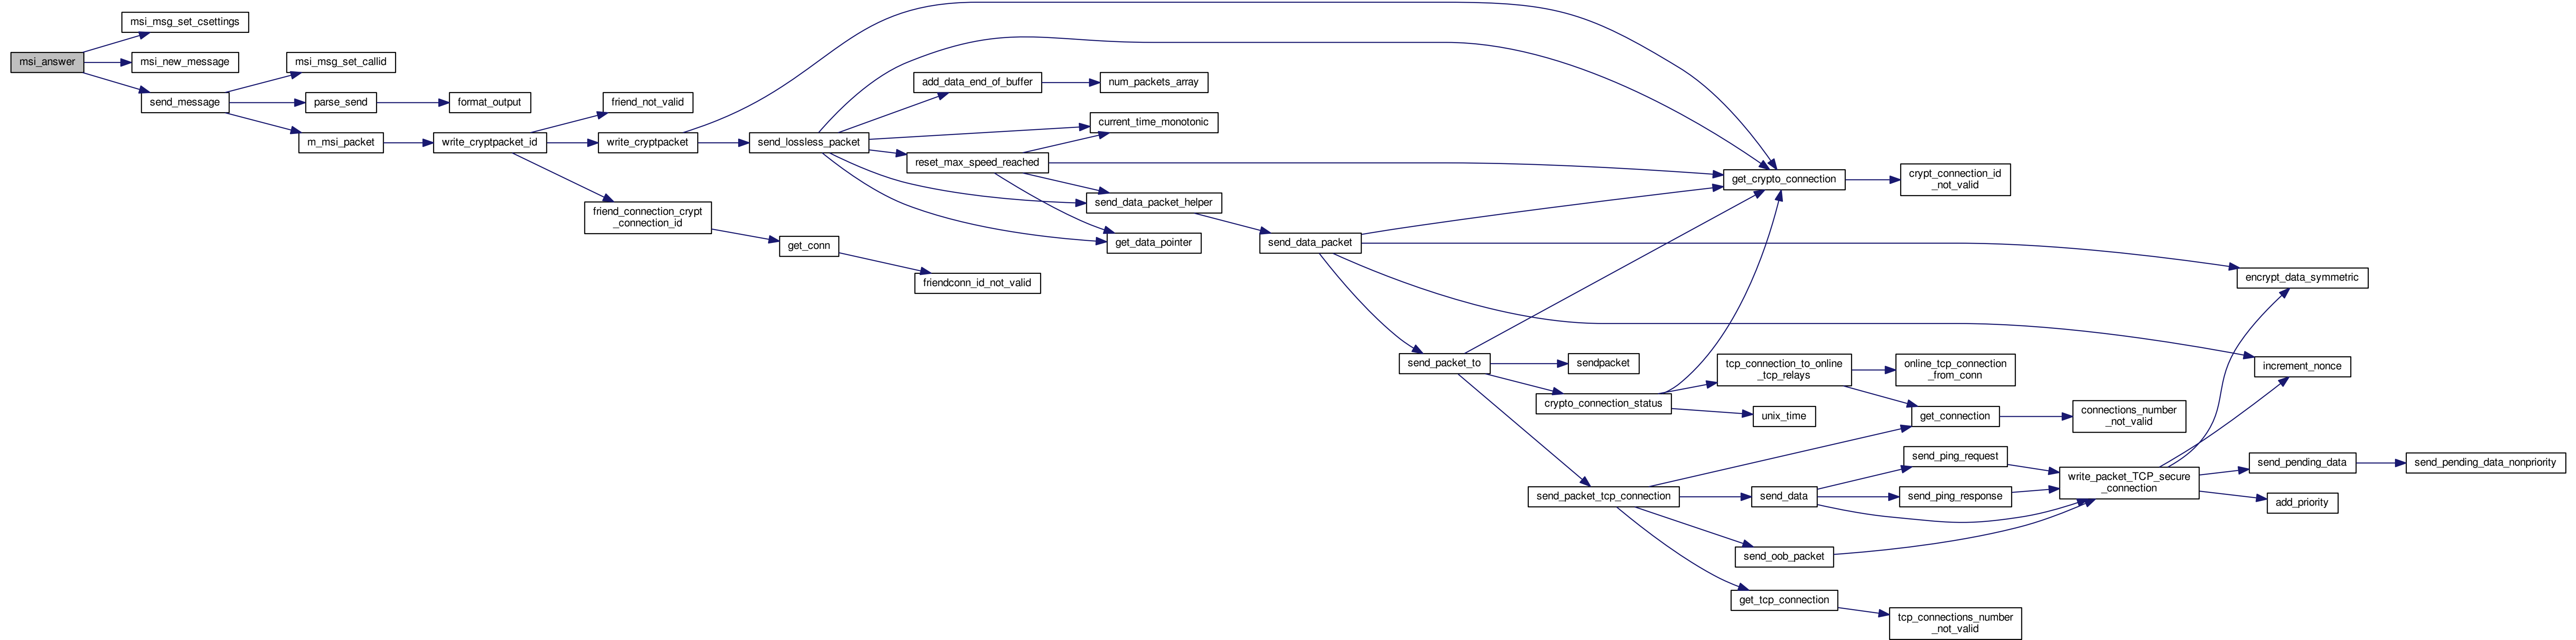 msi_answer
msi_msg_set_csettings
msi_new_message
send_message
msi_msg_set_callid
parse_send
m_msi_packet
format_output
write_cryptpacket_id
friend_not_valid
write_cryptpacket
friend_connection_crypt
_connection_id
get_conn
friendconn_id_not_valid
send_lossless_packet
add_data_end_of_buffer
num_packets_array
current_time_monotonic
reset_max_speed_reached
send_data_packet_helper
get_data_pointer
send_data_packet
get_crypto_connection
crypt_connection_id
_not_valid
encrypt_data_symmetric
increment_nonce
send_packet_to
sendpacket
crypto_connection_status
tcp_connection_to_online
_tcp_relays
unix_time
online_tcp_connection
_from_conn
get_connection
connections_number
_not_valid
send_packet_tcp_connection
send_data
send_ping_request
send_ping_response
send_oob_packet
get_tcp_connection
tcp_connections_number
_not_valid
write_packet_TCP_secure
_connection
send_pending_data
add_priority
send_pending_data_nonpriority